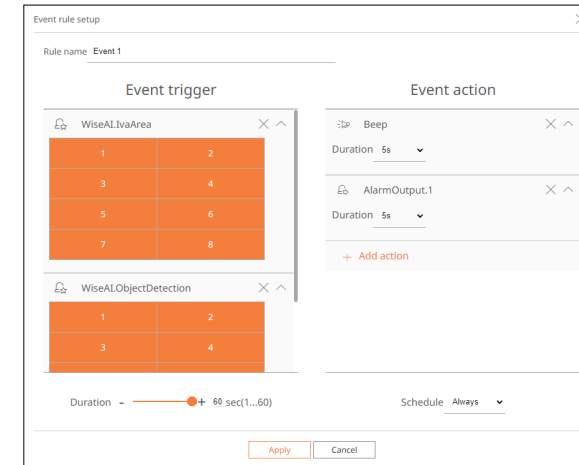 Event rule setup
Rule name Event 1
Event trigger
WiseAI.IvaArea
1 2
3 4
5 6
7 8
WiseAI.ObjectDetection
1 2
3 4
Duration - + 60 sec(1...60)
Event action
Beep
Duration 5s
AlarmOutput.1
Duration 5s
+ Add action
Schedule Always
Apply Cancel